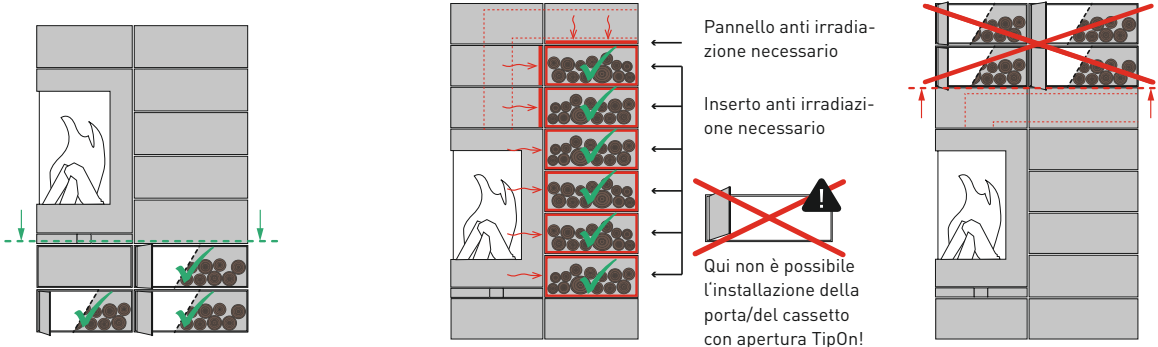 Pannello anti irradia-
zione necessario
Inserto anti irradiazi-
one necessario
!
Qui non è possibile
l'installazione della
porta/del cassetto
con apertura TipOn!